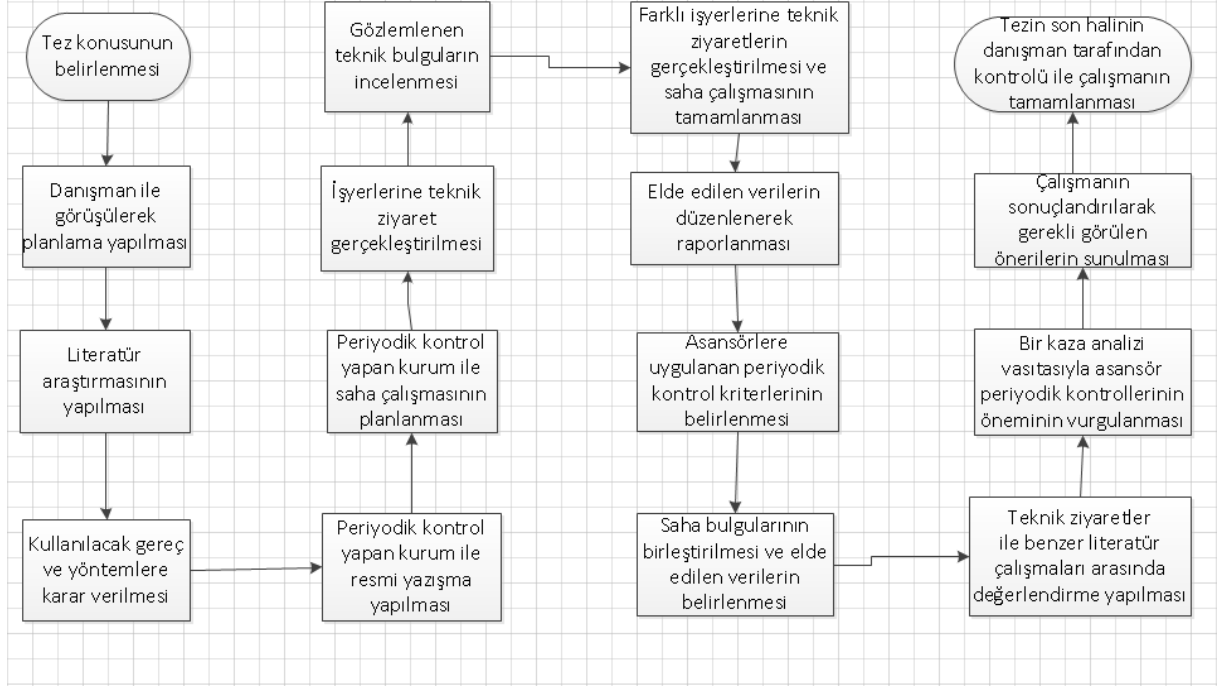 Tez konusunun
belirlenmesi
Danışman ile
görüşülerek
planlama yapılması
Literatür
araştırmasının
yapılması
Kullanılacak gereç
ve yöntemlere
karar verilmesi
Periyodik kontrol
yapan kurum ile
resmi yazışma
yapılması
Periyodik kontrol
yapan kurum ile
saha çalışmasının
planlanması
İşyerlerine teknik
ziyaret
gerçekleştirilmesi
Gözlemlenen
teknik bulguların
incelenmesi
Farklı işyerlerine teknik
ziyaretlerin
gerçekleştirilmesi ve
saha çalışmasının
tamamlanması
Elde edilen verilerin
düzenlenerek
raporlanması
Asansörlere
uygulanan periyodik
kontrol kriterlerinin
belirlenmesi
Saha bulgularının
birleştirilmesi ve elde
edilen verilerin
belirlenmesi
Teknik ziyaretler
ile benzer literatür
çalışmaları arasında
değerlendirme yapılması
Bir kaza analizi
vasıtasıyla asansör
periyodik kontrollerinin
öneminin vurgulanması
Çalışmanın
sonuçlandırılarak
gerekli görülen
önerilerin sunulması
Tezin son halinin
danışman tarafından
kontrolü ile çalışmanın
tamamlanması